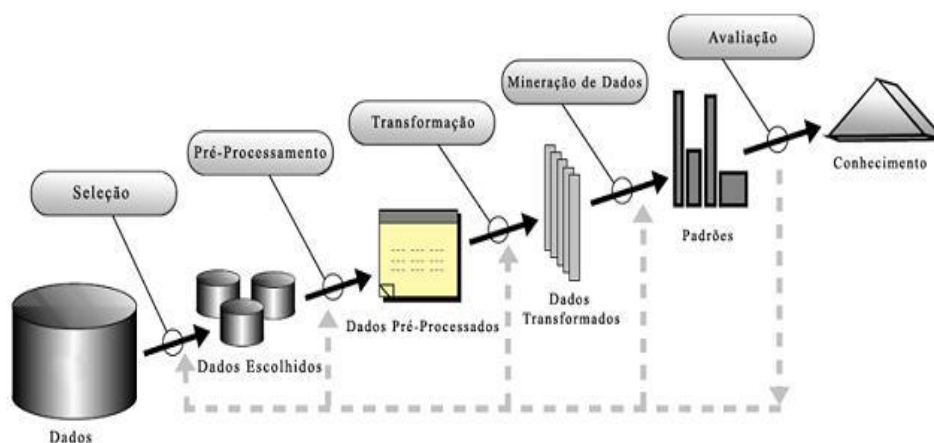 Avaliação
Mineração de Dados
Transformação
Pré-Processamento
Seleção
Dados
Dados Escolhidos
Dados Pré-Processados
Dados
Transformados
Padrões
Conhecimento